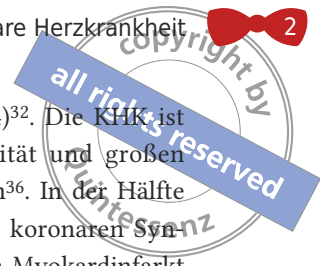 are Herzkrankheit
2
copyright by
all rights reserved
Quintessenz
)³². Die KHK ist
ität und großen
n³⁶. In der Hälfte
koronaren Syn-
Myokardinfarkt